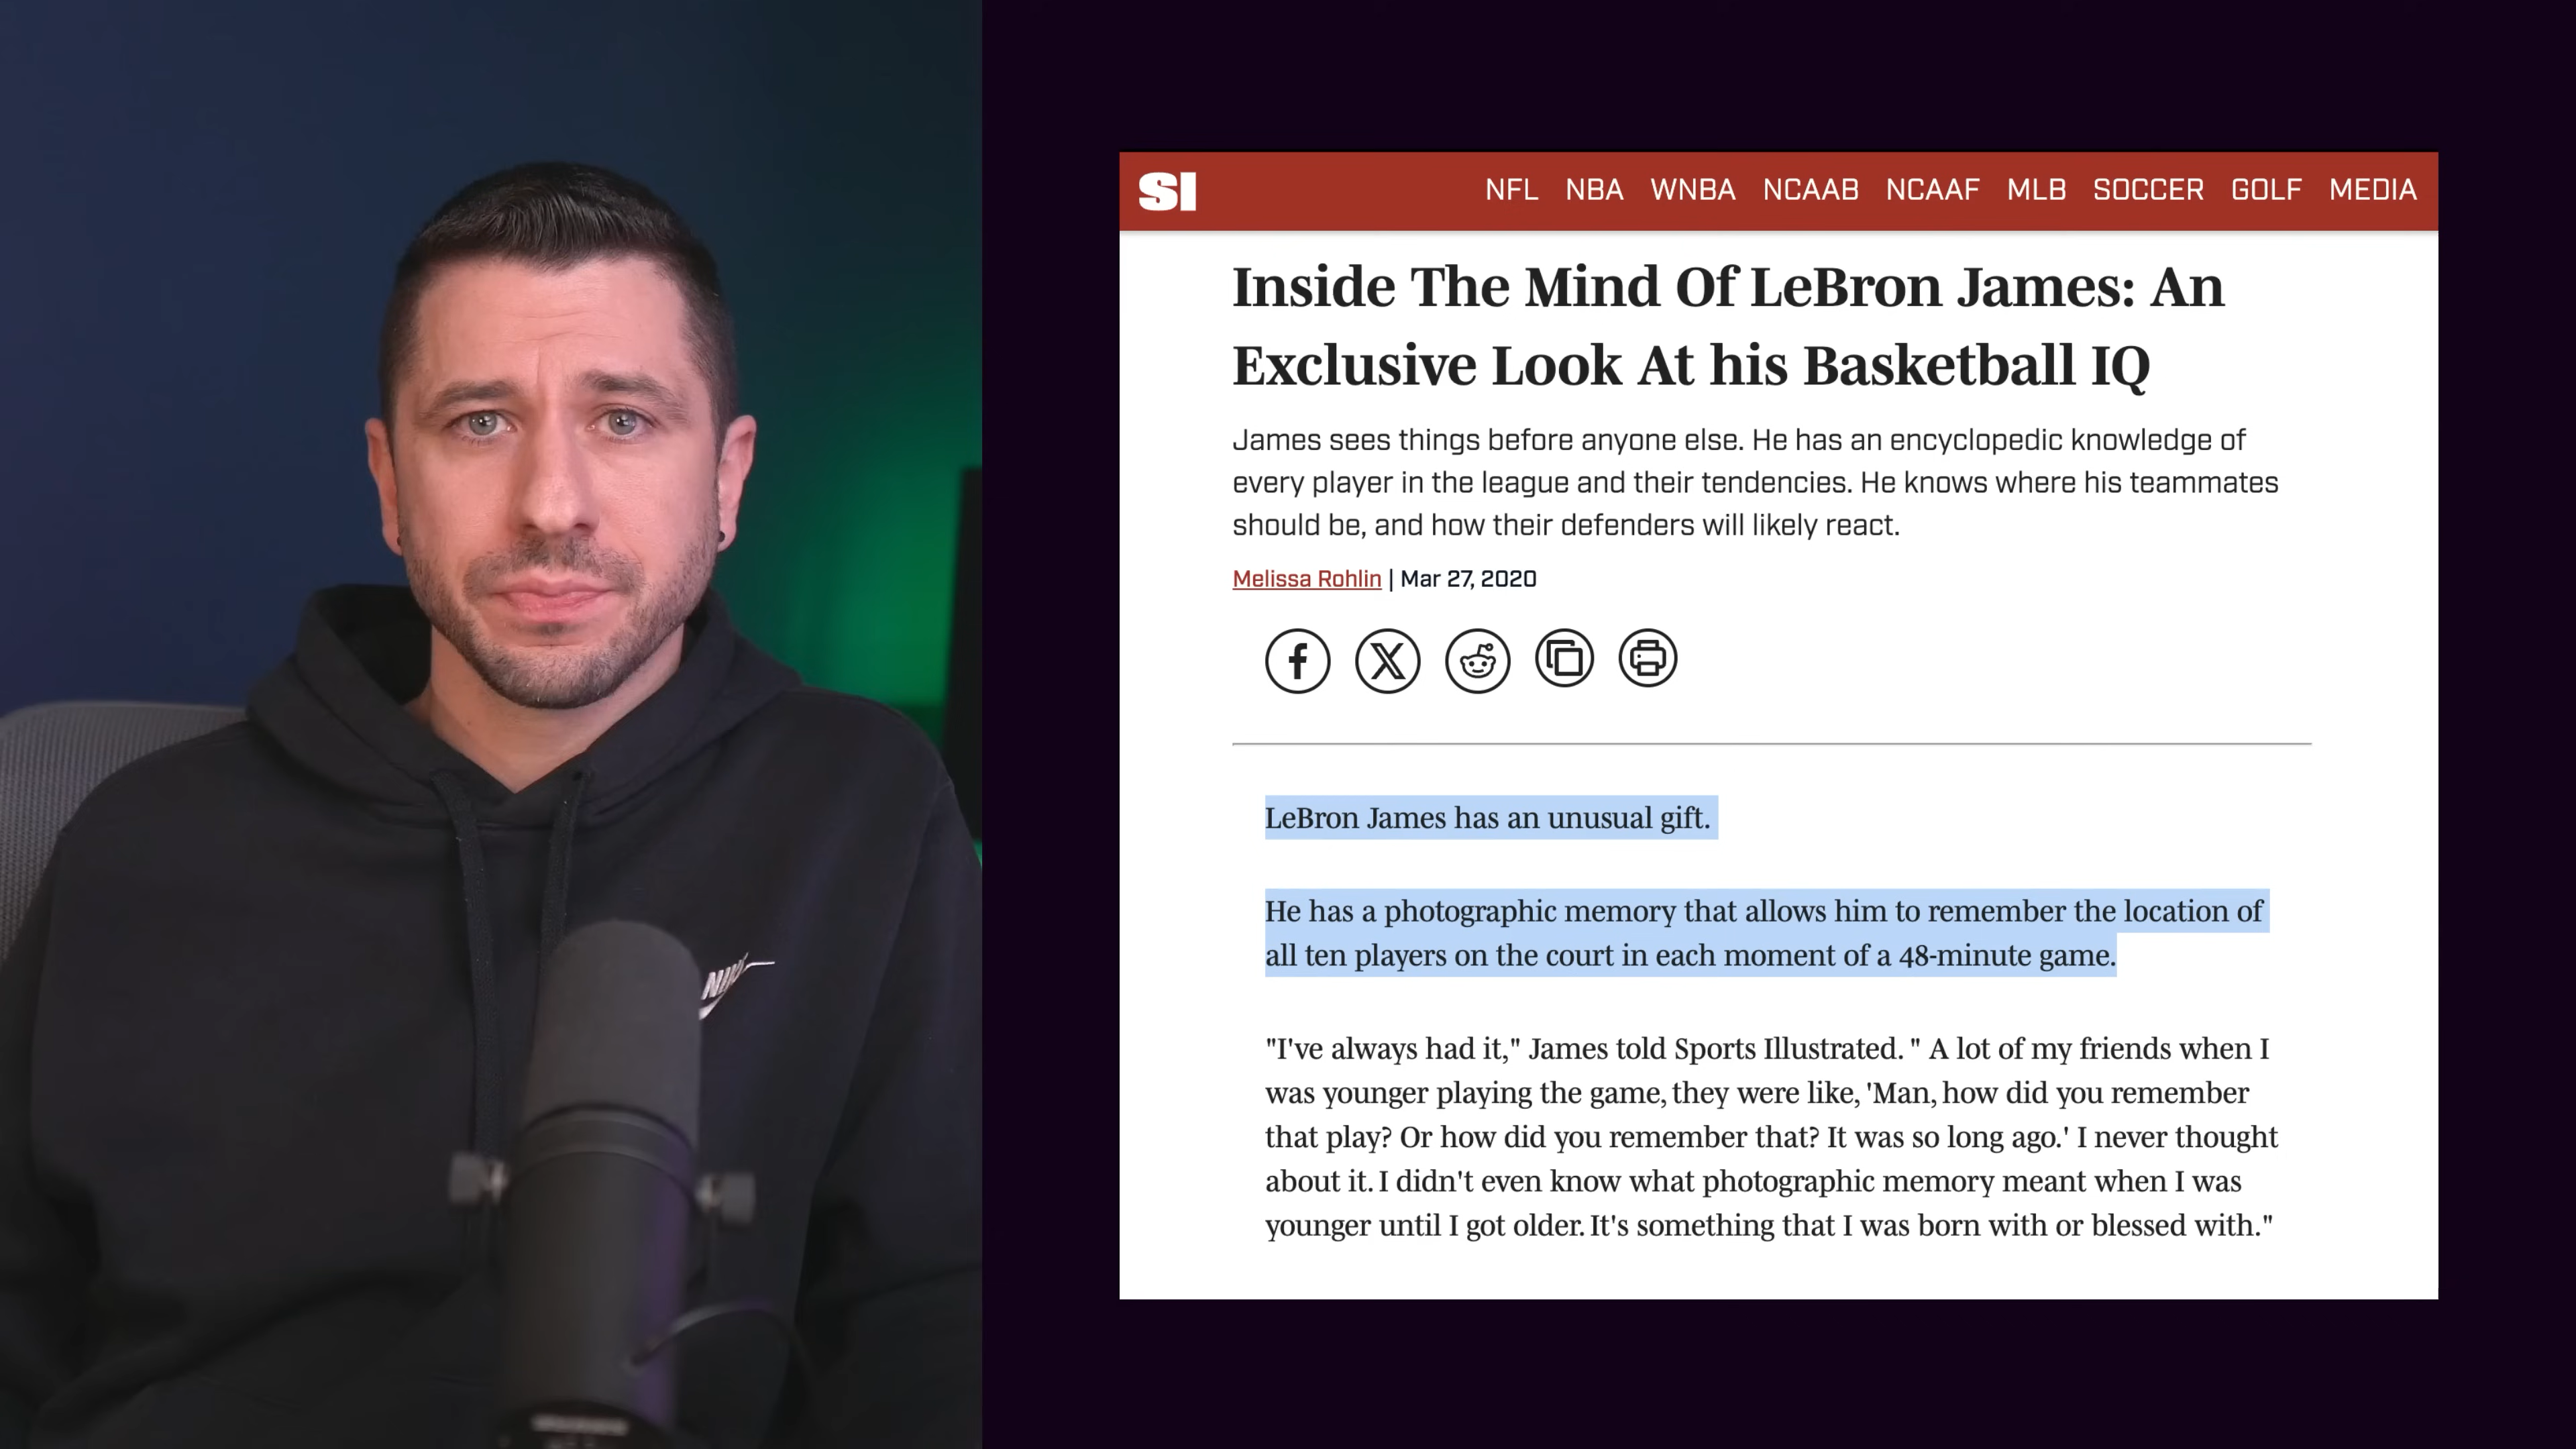 SI
NFL NBA WNBA NCAAB NCAAF MLB SOCCER GOLF MEDIA
Inside The Mind Of LeBron James: An
Exclusive Look At his Basketball IQ
James sees things before anyone else. He has an encyclopedic knowledge of
every player in the league and their tendencies. He knows where his teammates
should be, and how their defenders will likely react.
Melissa Rohlin | Mar 27, 2020
LeBron James has an unusual gift.
He has a photographic memory that allows him to remember the location of
all ten players on the court in each moment of a 48-minute game.
"I've always had it," James told Sports Illustrated. " A lot of my friends when I
was younger playing the game, they were like, 'Man, how did you remember
that play? Or how did you remember that? It was so long ago.' I never thought
about it. I didn't even know what photographic memory meant when I was
younger until I got older. It's something that I was born with or blessed with."
NIKE